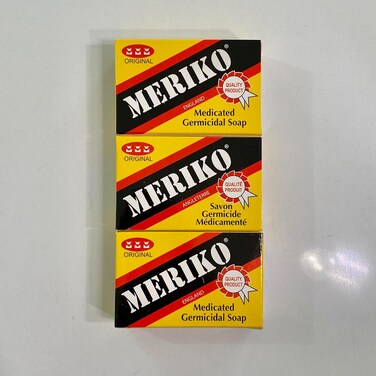 ORIGINAL
MERIKO®
ENGLAND
QUALITY
PRODUCT
Medicated
Germicidal Soap
ORIGINAL
MERIKO®
ANGLETERRE
QUALITÉ
PRODUIT
Savon
Germicide
Médicamenté
ORIGINAL
MERIKO®
ENGLAND
QUALITY
PRODUCT
Medicated
Germicidal Soap